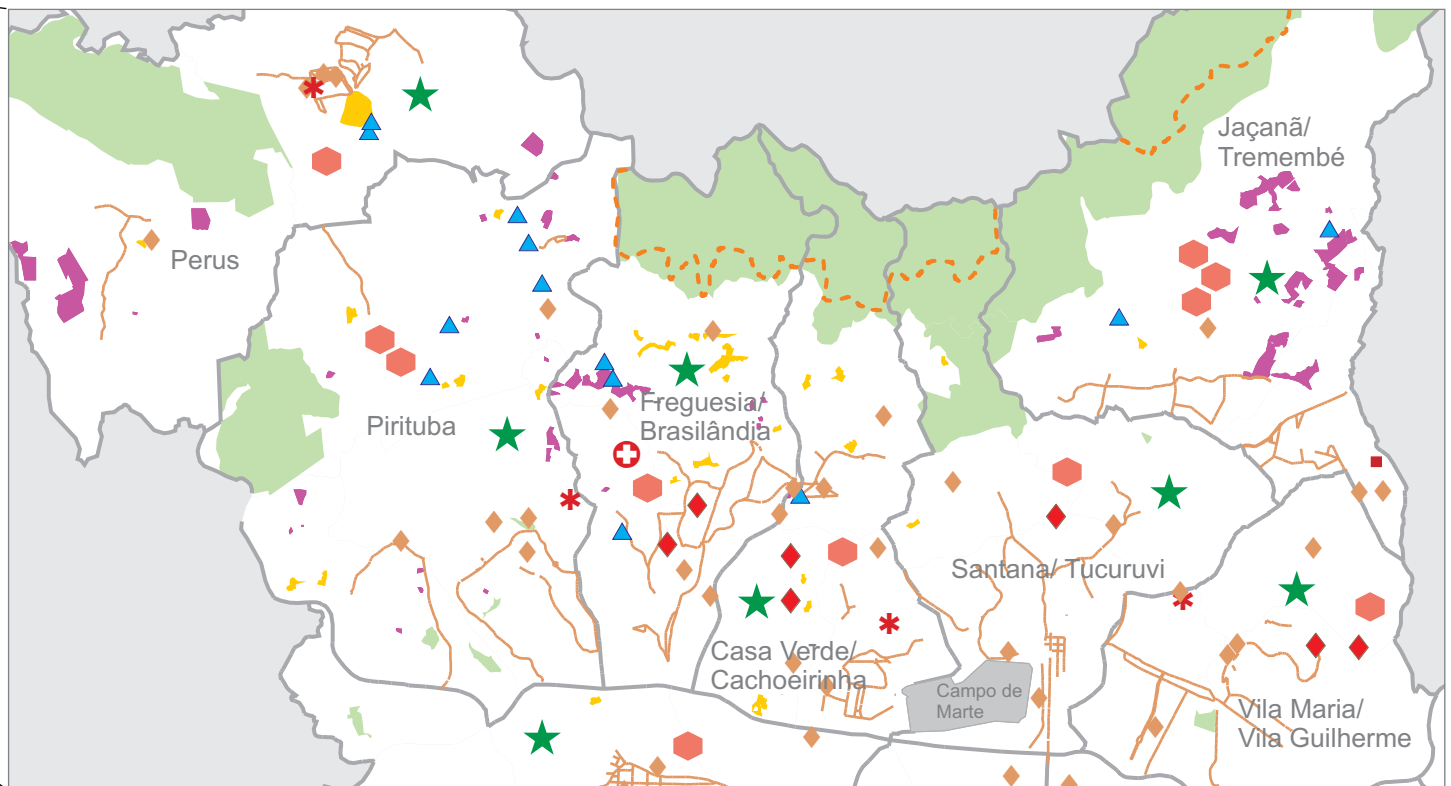 Jaçanã/
Tremembé
Perus
Freguesia/
Brasilândia
Pirituba
Santana/ Tucuruvi
Casa Verde/
Cachoeirinha
Campo de
Marte
Vila Maria/
Vila Guilherme